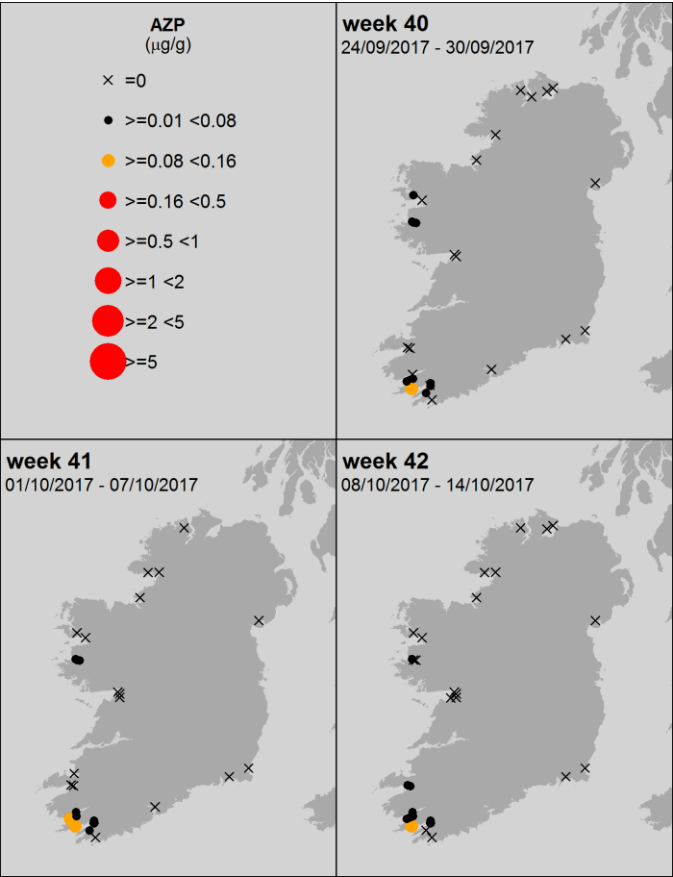 AZP
(µg/g)
=0
>=0.01 <0.08
>=0.08 <0.16
>=0.16 <0.5
>=0.5 <1
>=1 <2
>=2 <5
>=5
week 40
24/09/2017 - 30/09/2017
week 41
01/10/2017 - 07/10/2017
week 42
08/10/2017 - 14/10/2017